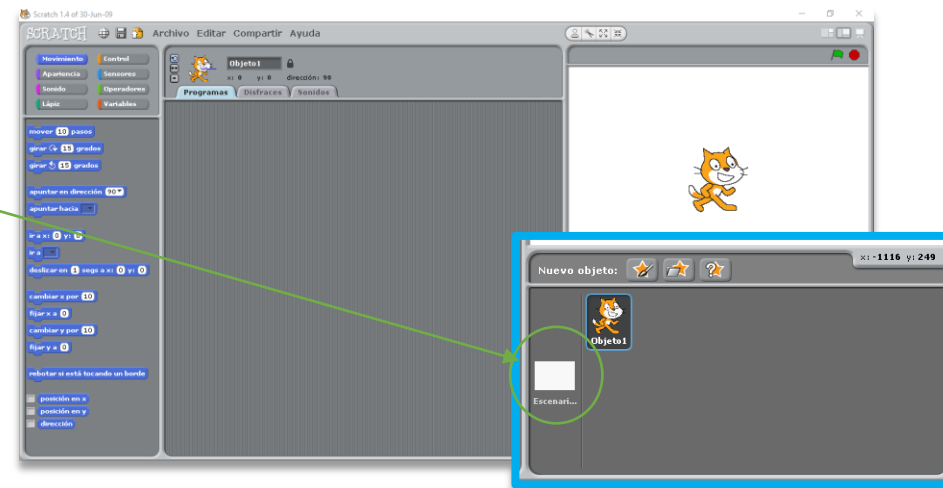 Scratch 1.4 of 30-Jun-09
SCRATCH Archivo Editar Compartir Ayuda
Movimiento Control
Apariencia Sensores
Sonido Operadores
Lápiz Variables
Objeto1
x: 0 y: 0 dirección: 90
Programas Disfraces Sonidos
mover 10 pasos
girar 15 grados
girar 15 grados
apuntar en dirección 90
apuntar hacia
ir a x: 0 y: 0
ir a
deslizar en 1 segs a x: 0 y: 0
cambiar x por 10
fijar x a 0
cambiar y por 10
fijar y a 0
rebotar si está tocando un borde
posición en x
posición en y
dirección
x: -1116 y: 249
Nuevo objeto:
Objeto1
Escenari...